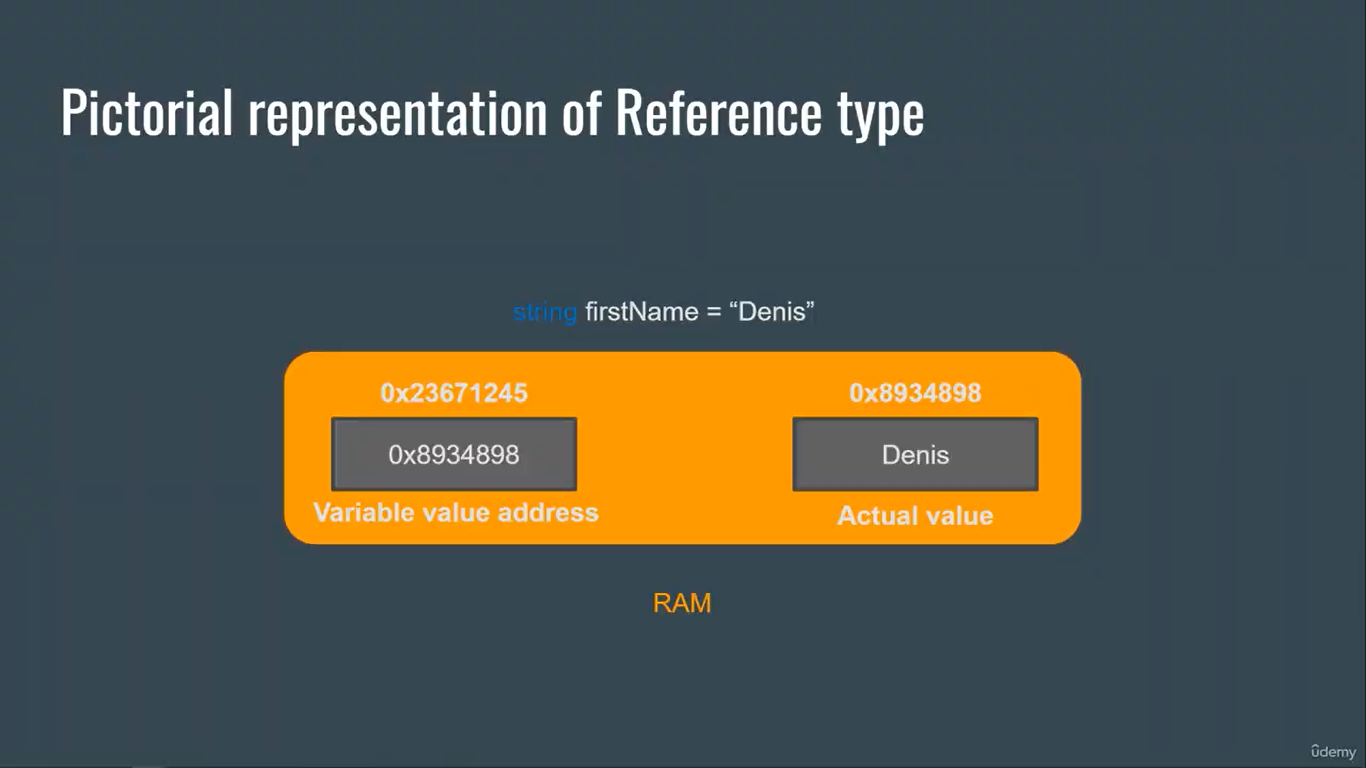 Pictorial representation of Reference type
string firstName = “Denis”
0x23671245
0x8934898
Variable value address
0x8934898
Denis
Actual value
RAM
ûdemy